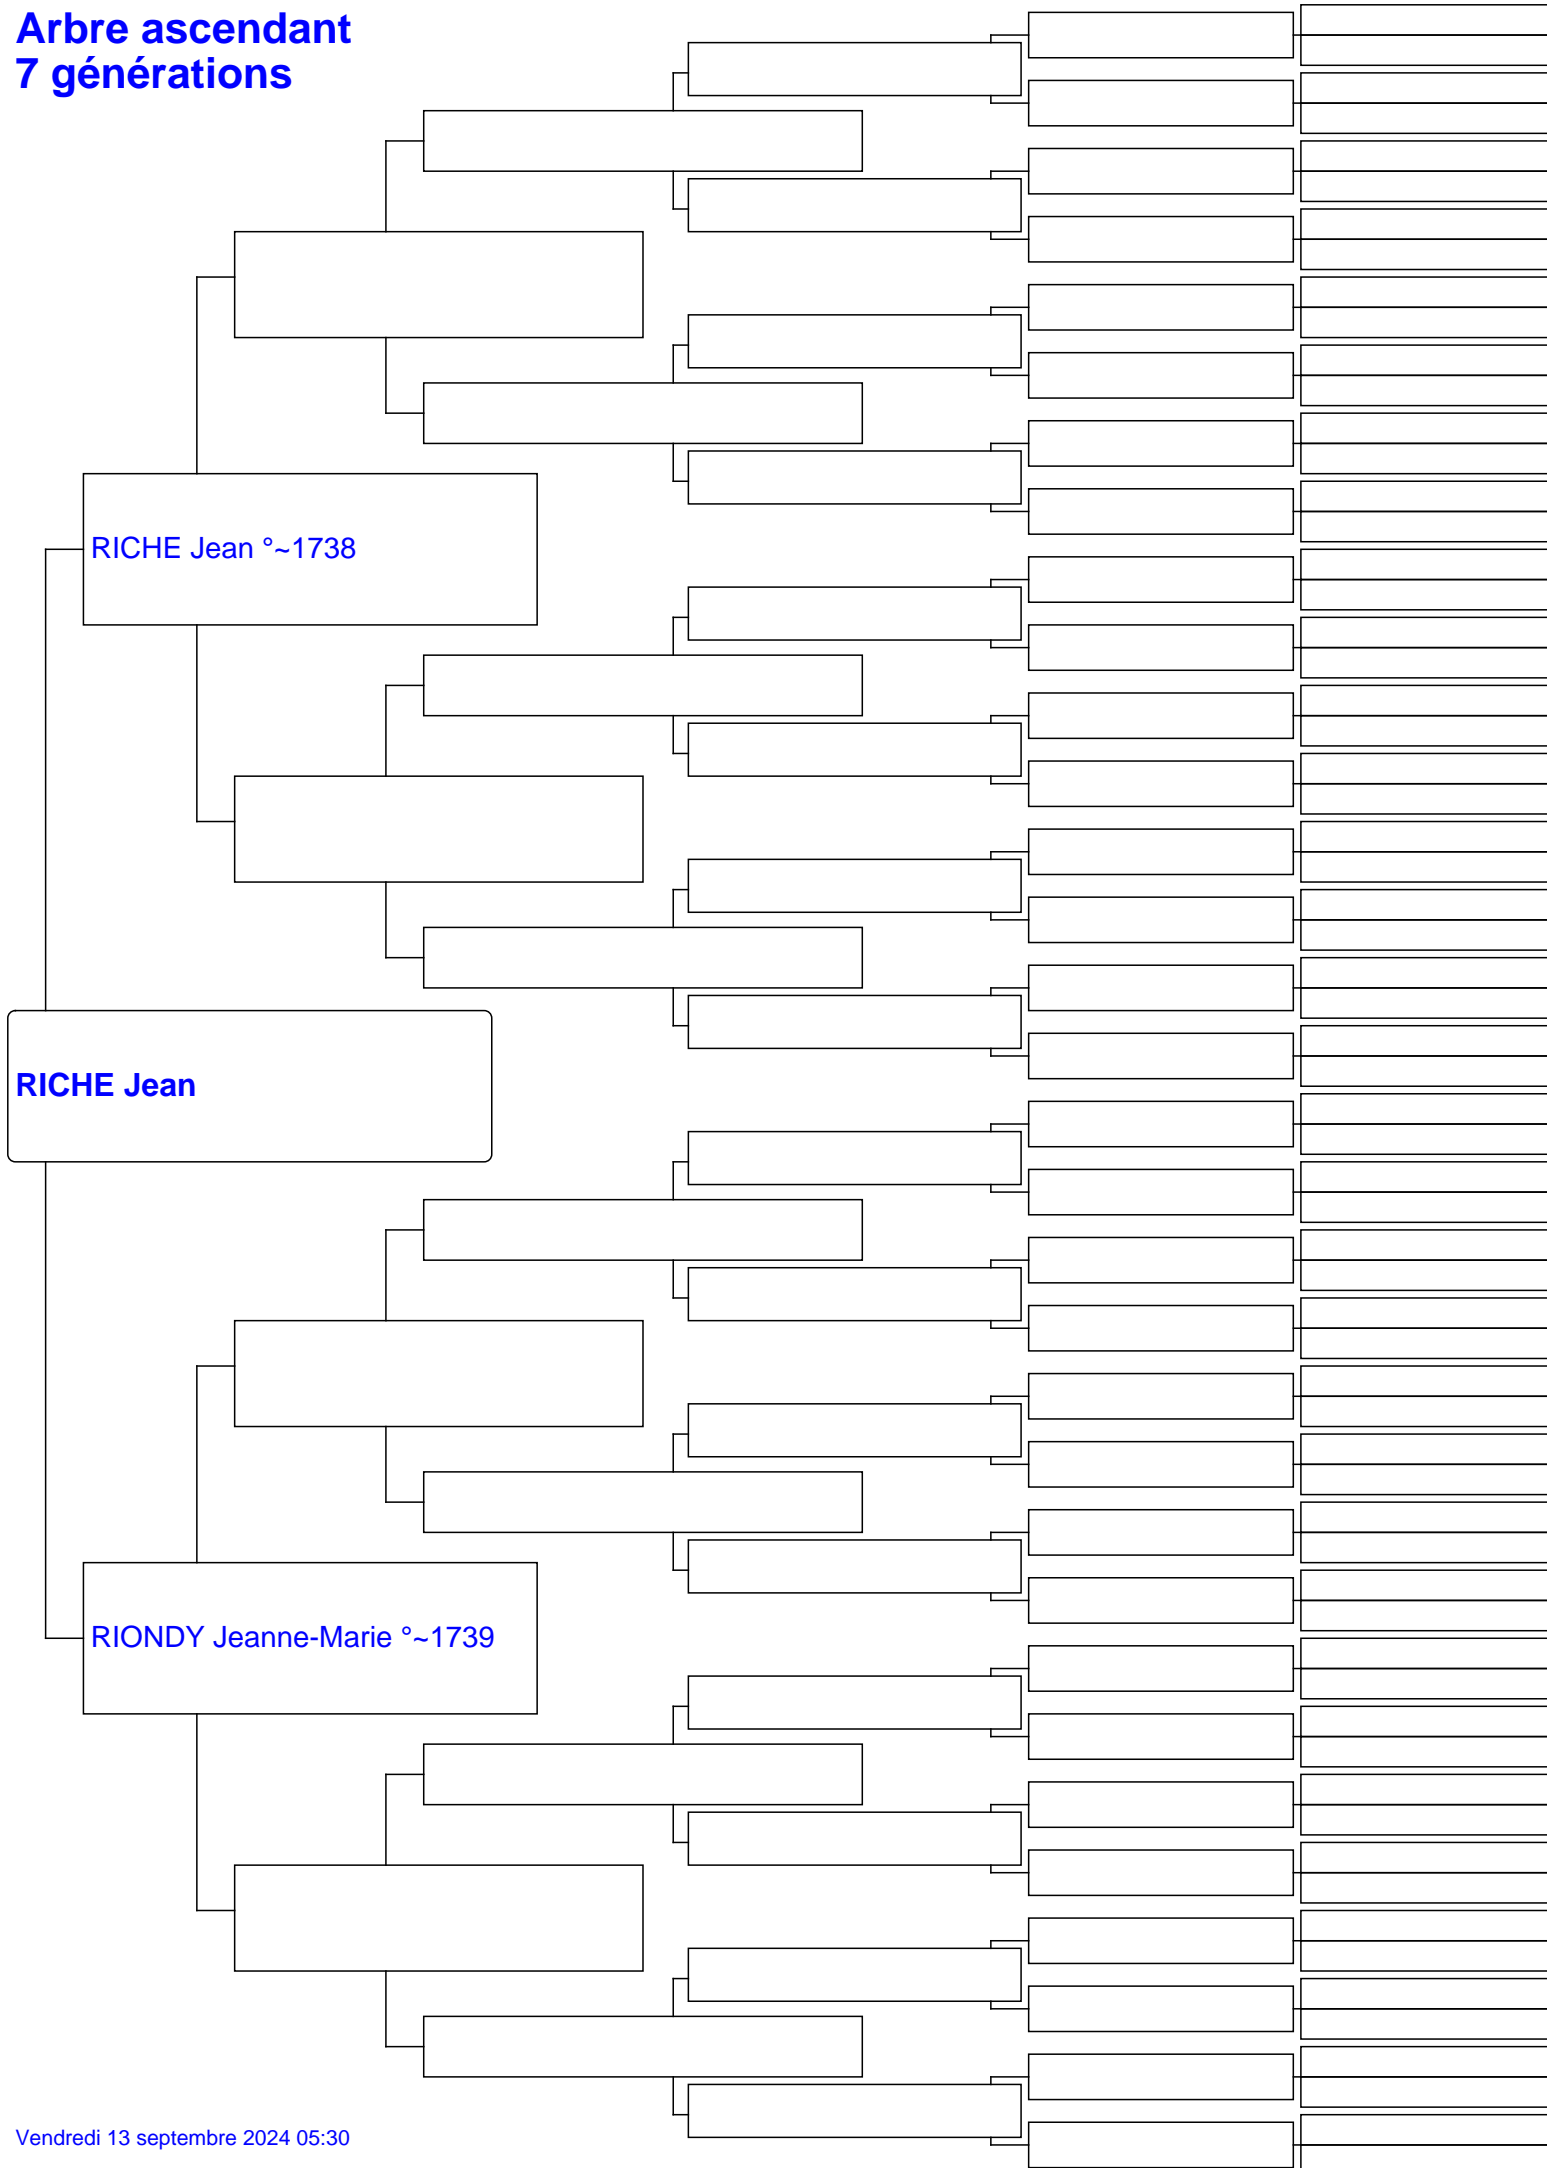 Arbre ascendant
7 générations
RICHE Jean °~1738
RICHE Jean
RIONDY Jeanne-Marie °~1739
Vendredi 13 septembre 2024 05:30